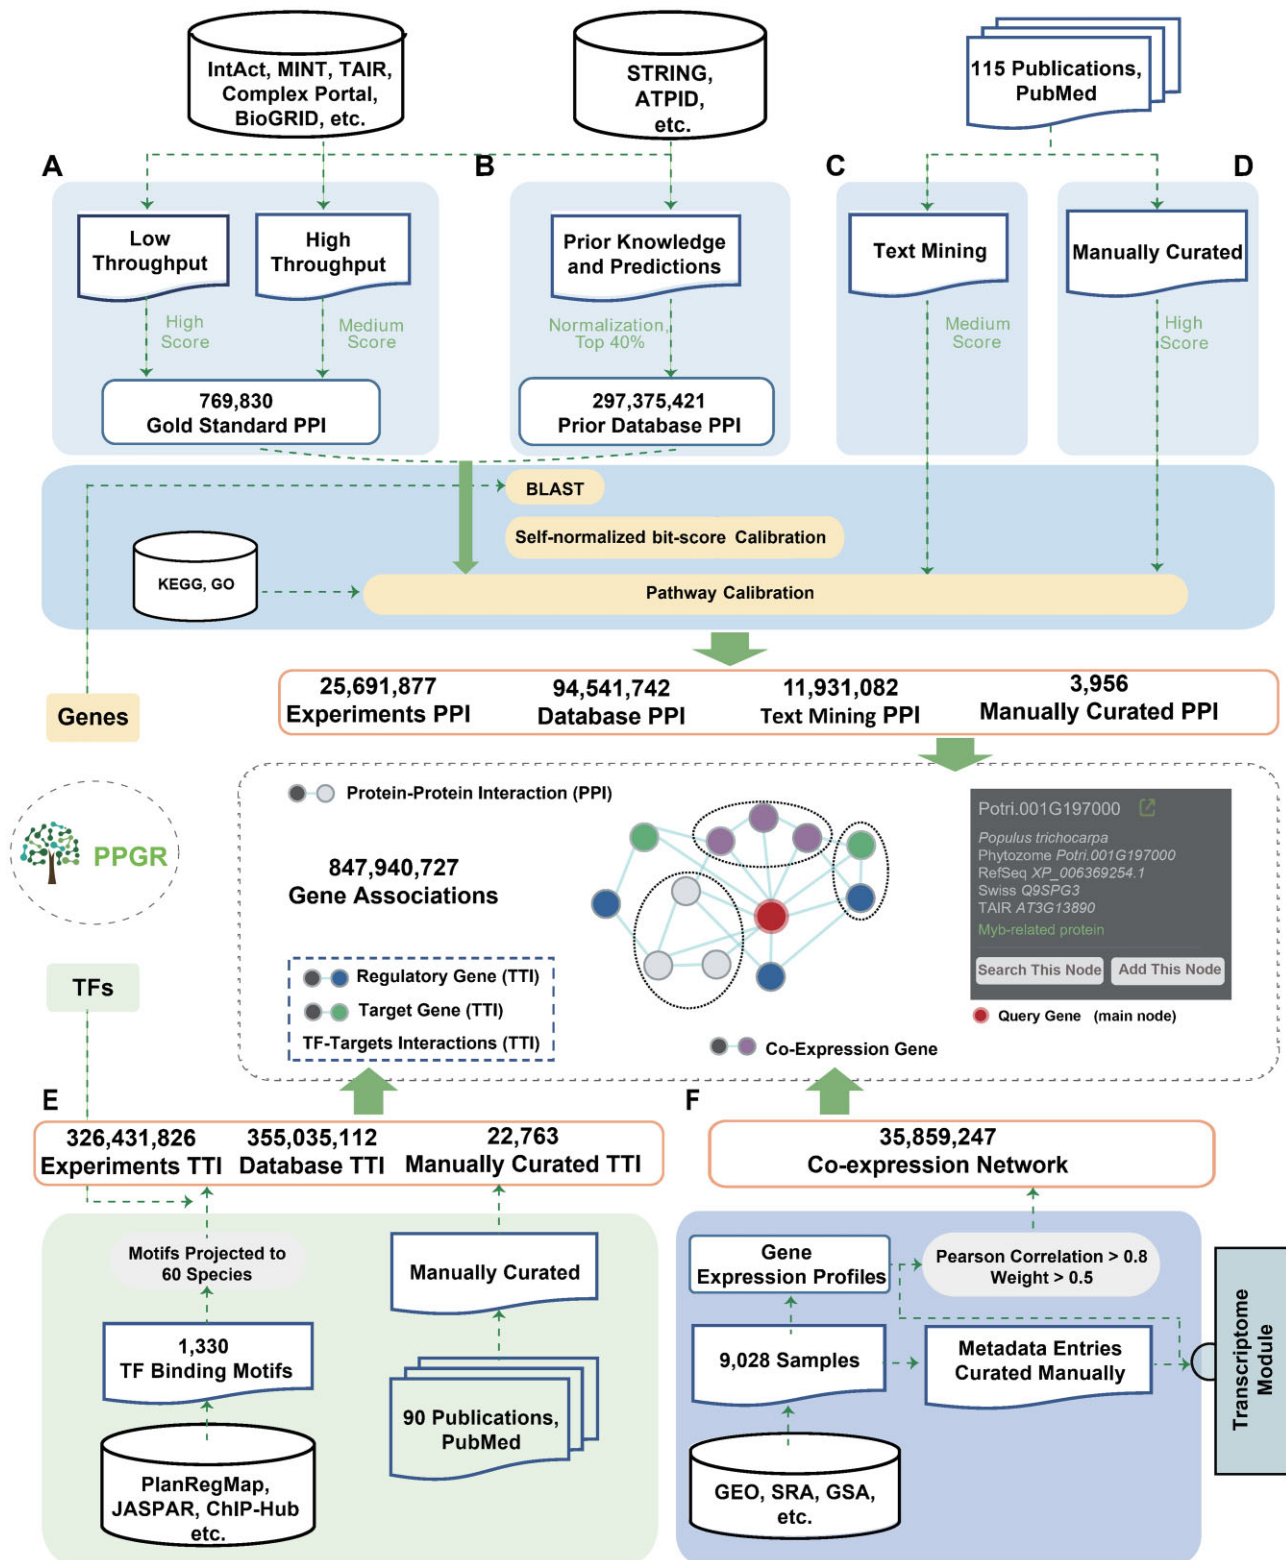 IntAct, MINT, TAIR,
Complex Portal,
BioGRID, etc.
STRING,
ATPID,
etc.
115 Publications,
PubMed
A
B
C
D
Low
Throughput
High
Throughput
Prior Knowledge
and Predictions
Text Mining
Manually Curated
High
Score
Medium
Score
Normalization,
Top 40%
Medium
Score
High
Score
769,830
Gold Standard PPI
297,375,421
Prior Database PPI
BLAST
Self-normalized bit-score Calibration
KEGG, GO
Pathway Calibration
25,691,877
Experiments PPI
94,541,742
Database PPI
11,931,082
Text Mining PPI
3,956
Manually Curated PPI
Genes
PPGR
TFs
Protein-Protein Interaction (PPI)
847,940,727
Gene Associations
Regulatory Gene (TTI)
Target Gene (TTI)
TF-Targets Interactions (TTI)
Co-Expression Gene
Potri.001G197000
Populus trichocarpa
Phytozome Potri.001G197000
RefSeq XP_006369254.1
Swiss Q9SPG3
TAIR AT3G13890
Myb-related protein
Search This Node
Add This Node
Query Gene (main node)
E
326,431,826
Experiments TTI
355,035,112
Database TTI
22,763
Manually Curated TTI
F
35,859,247
Co-expression Network
Motifs Projected to
60 Species
1,330
TF Binding Motifs
PlanRegMap,
JASPAR, ChIP-Hub
etc.
Manually Curated
90 Publications,
PubMed
Gene
Expression Profiles
Pearson Correlation > 0.8
Weight > 0.5
9,028 Samples
Metadata Entries
Curated Manually
GEO, SRA, GSA,
etc.
Transcriptome
Module